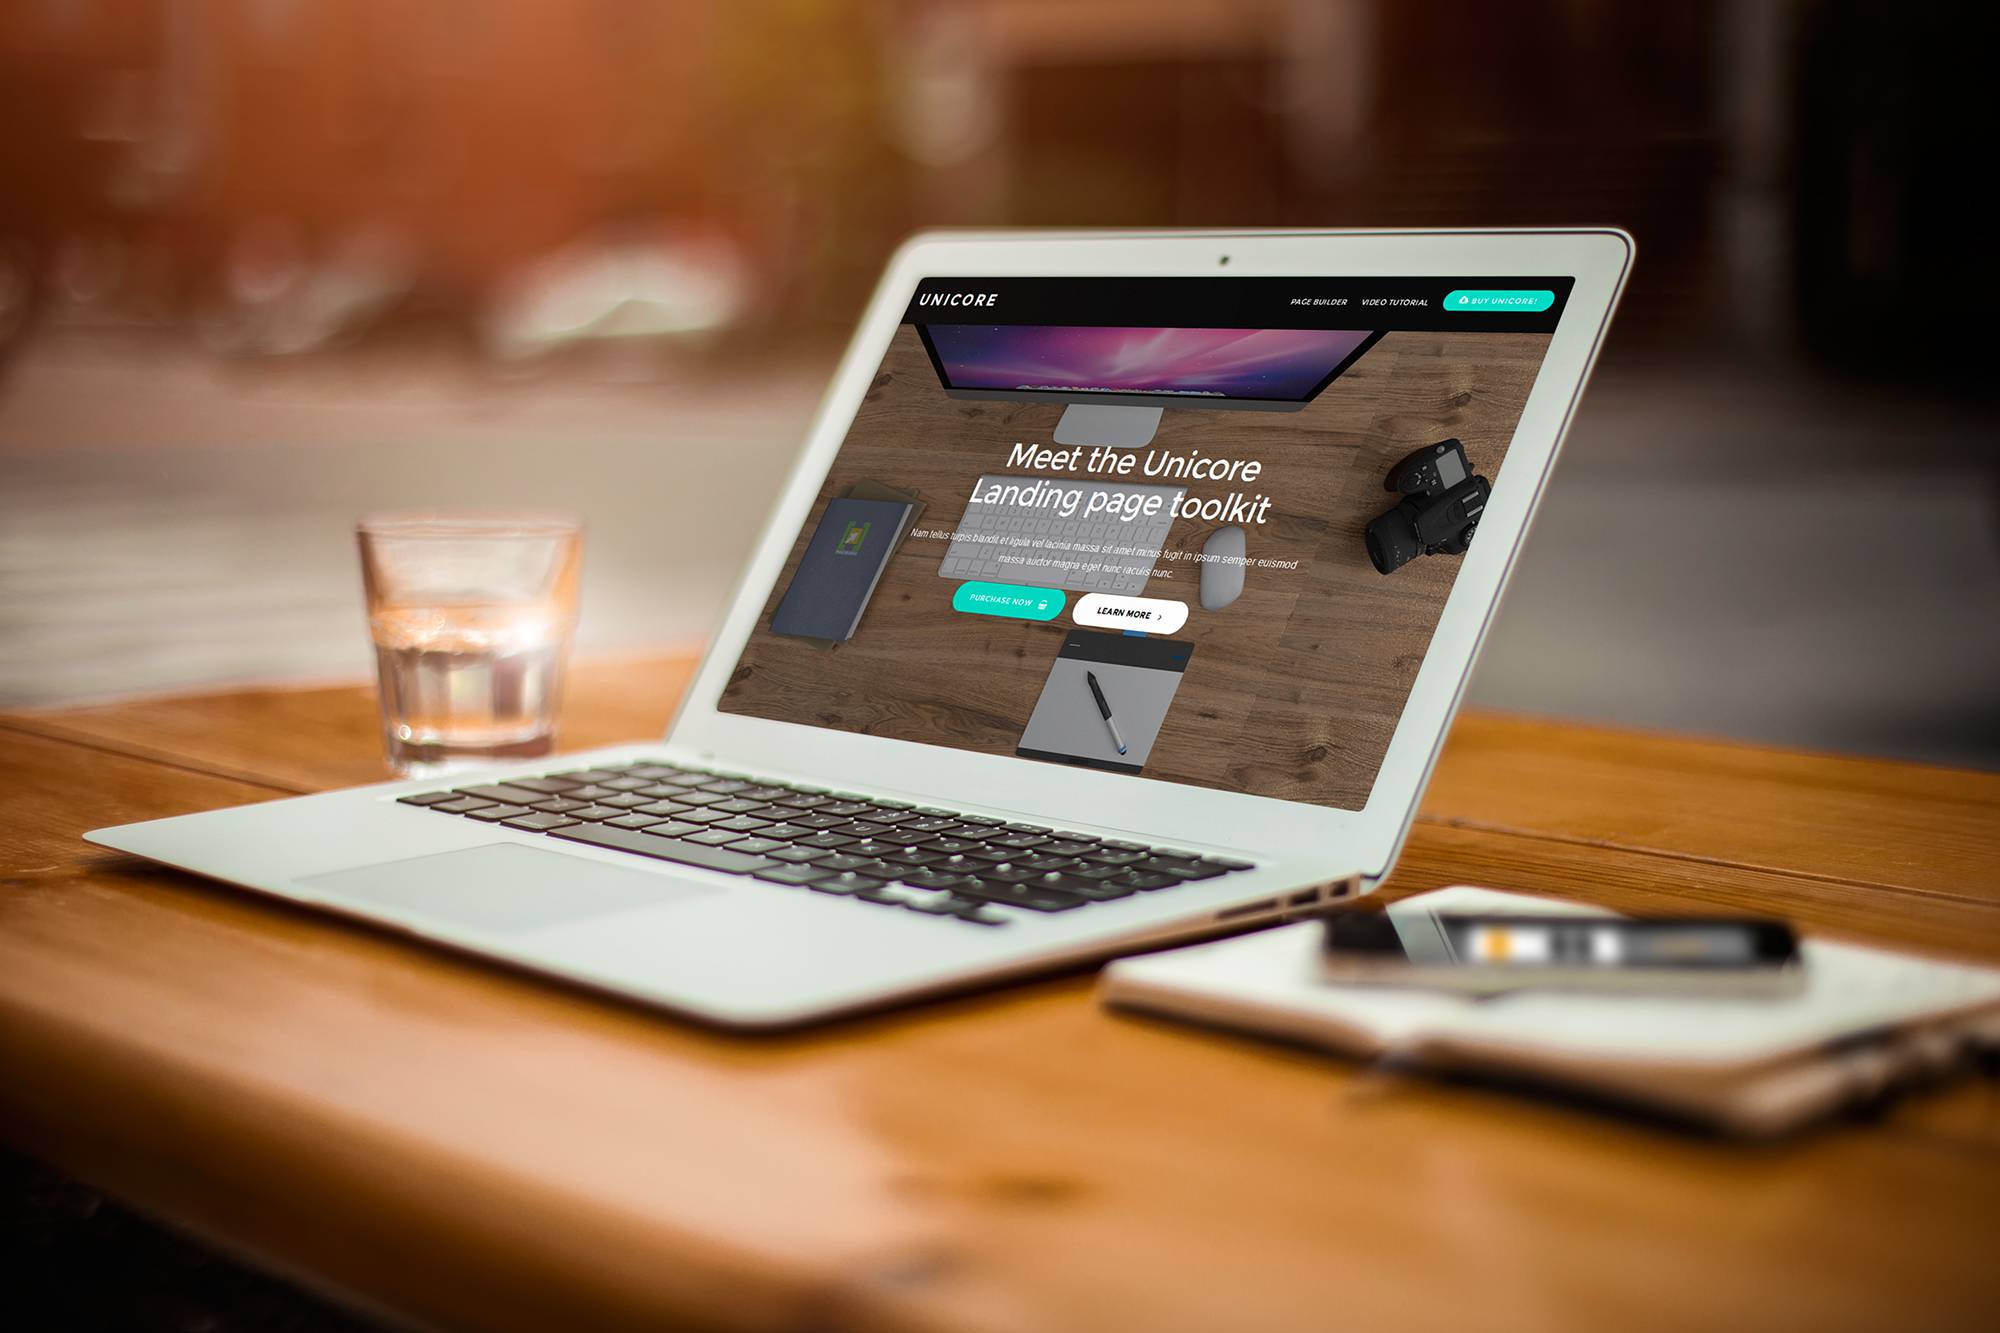 UNICORE
PAGE BUILDER
VIDEO TUTORIAL
BUY UNICORE!
Meet the Unicore
Landing page toolkit
Nam tellus turpis blandit et ligula vel lacinia massa sit amet minus fugit in ipsum semper euismod
massa auctor magna eget nunc iaculis nunc.
PURCHASE NOW
LEARN MORE